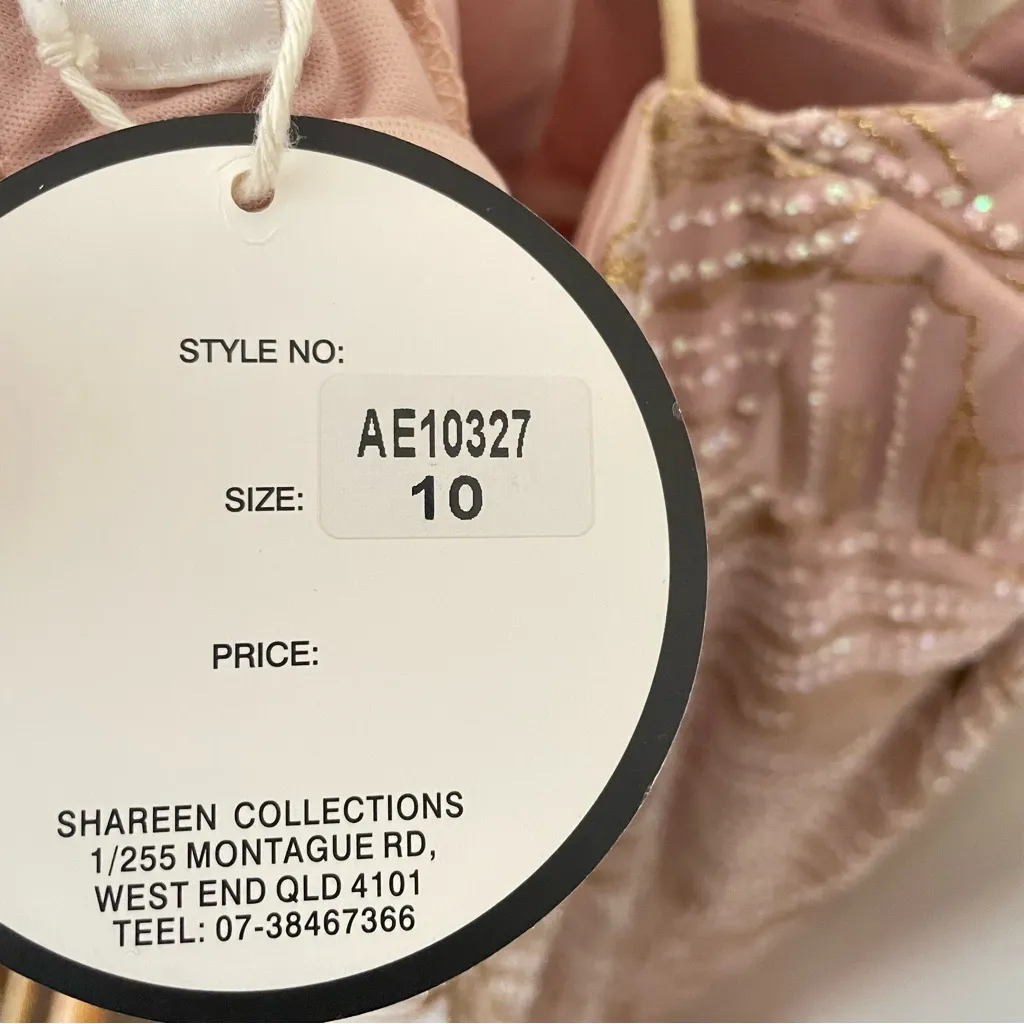 STYLE NO:
AE10327
SIZE: 10
PRICE:
SHAREEN COLLECTIONS
1/255 MONTAGUE RD,
WEST END QLD 4101
TEEL: 07-38467366